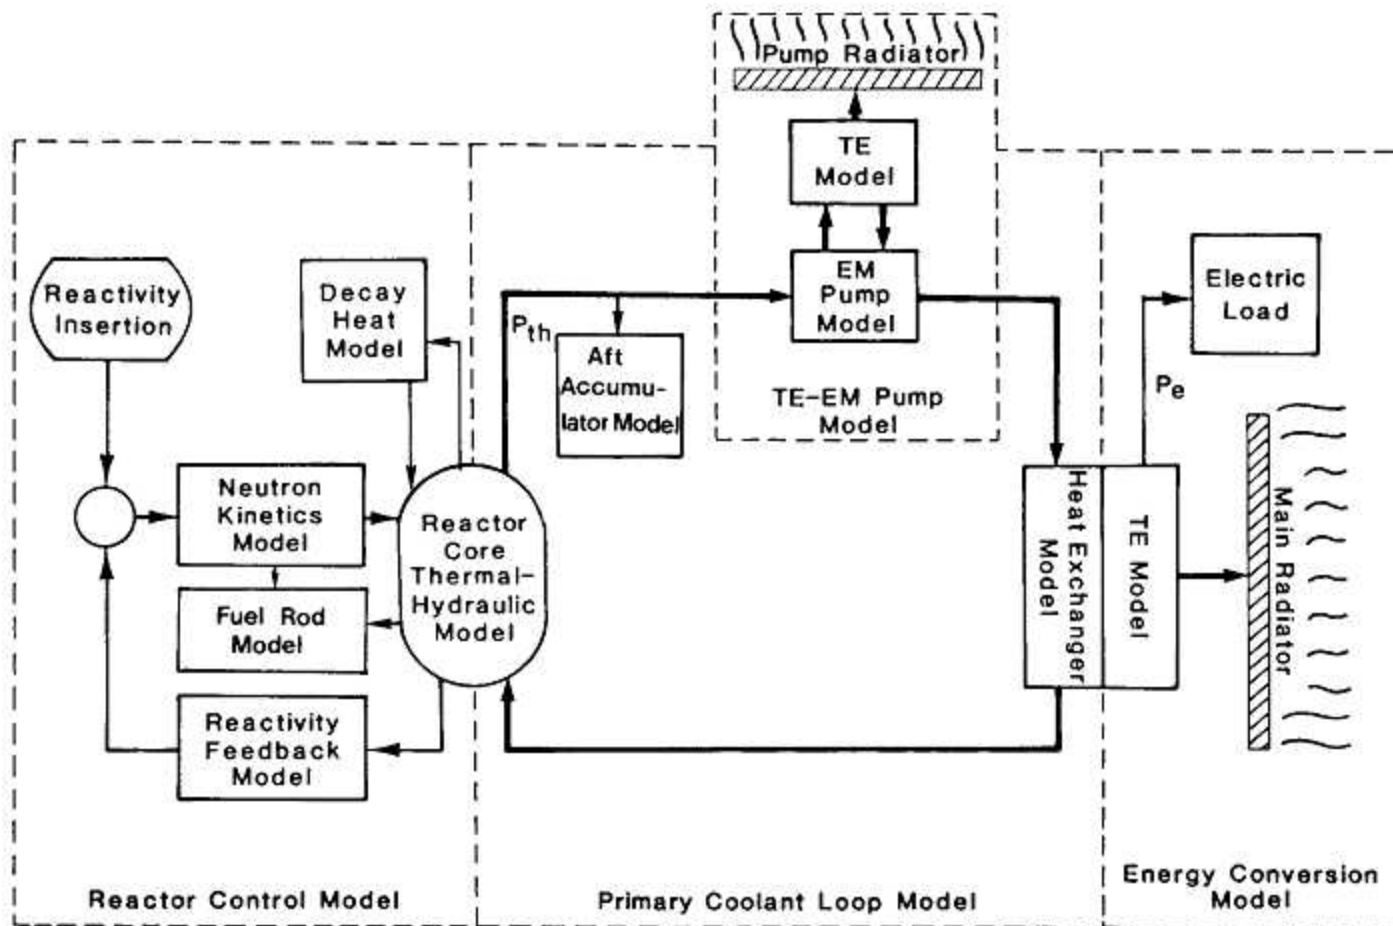 Pump Radiator
TE
Model
EM
Pump
Model
TE-EM Pump
Model
Reactivity
Insertion
Decay
Heat
Model
P_th
Aft
Accumu-
lator Model
Electric
Load
P_e
Neutron
Kinetics
Model
Reactor
Core
Thermal-
Hydraulic
Model
Fuel Rod
Model
Reactivity
Feedback
Model
Heat Exchanger
Model
TE Model
Main Radiator
Reactor Control Model
Primary Coolant Loop Model
Energy Conversion
Model